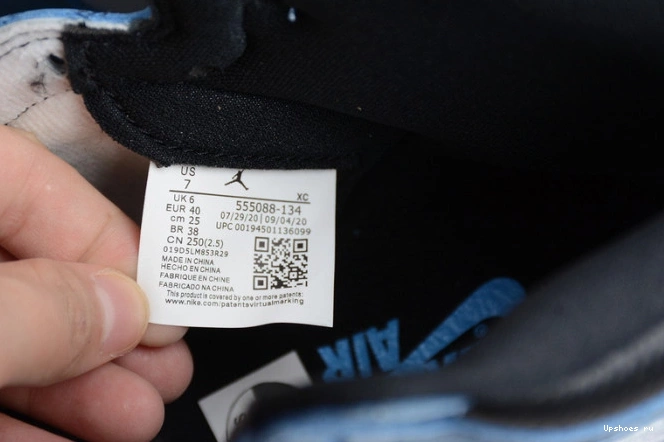 US
7
UK 6
EUR 40
cm 25
BR 38
CN 250(2.5)
XC
555088-134
07/29/20 | 09/04/20
UPC 00194501136099
019D5LM853R29
MADE IN CHINA
HECHO EN CHINA
FABRIQUE EN CHINE
FABRICADO NA CHINA
This product is covered by one or more patents:
www.nike.com/patentsvirtualmarking
AIR
Upshoes.ru